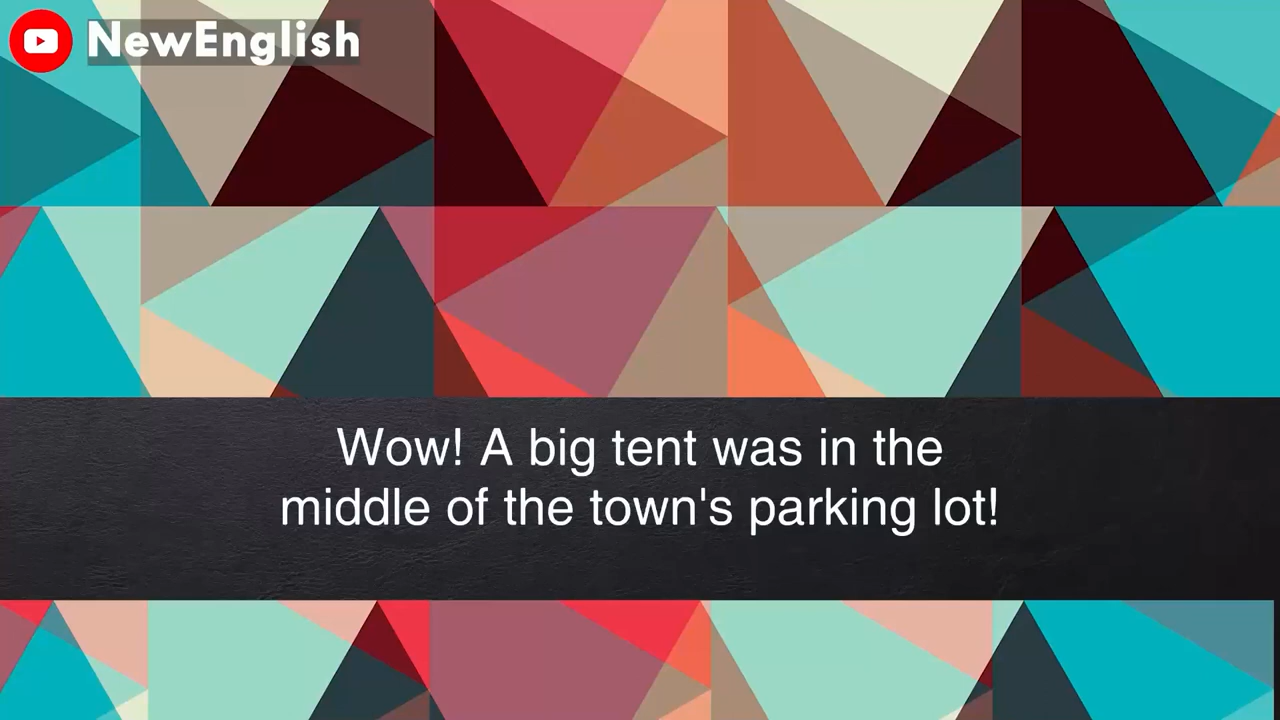 NewEnglish
Wow! A big tent was in the
middle of the town's parking lot!